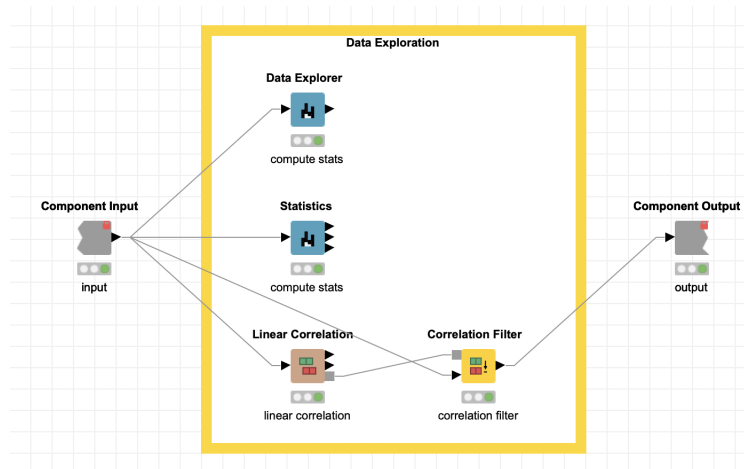 Data Exploration
Data Explorer
compute stats
Component Input
input
Statistics
compute stats
Component Output
output
Linear Correlation
linear correlation
Correlation Filter
correlation filter